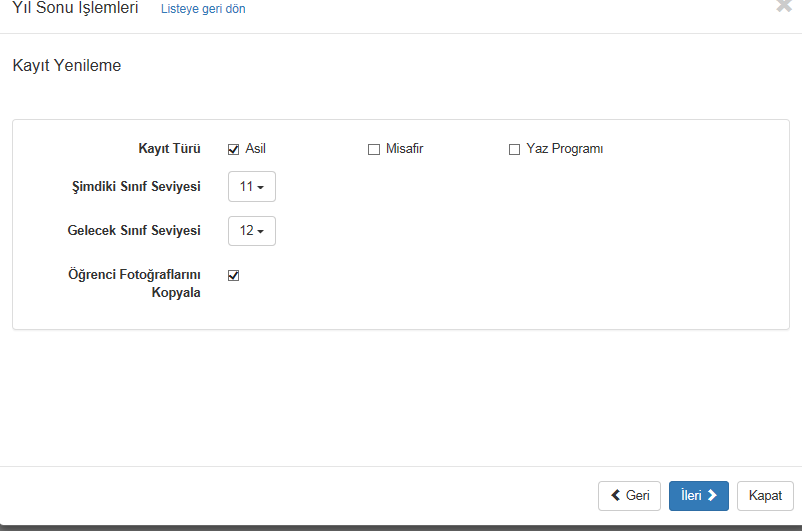 Yıl Sonu İşlemleri Listeye geri dön
Kayıt Yenileme
Kayıt Türü Asil Misafir Yaz Programı
Şimdiki Sınıf Seviyesi 11
Gelecek Sınıf Seviyesi 12
Öğrenci Fotoğraflarını
Kopyala
Geri İleri Kapat